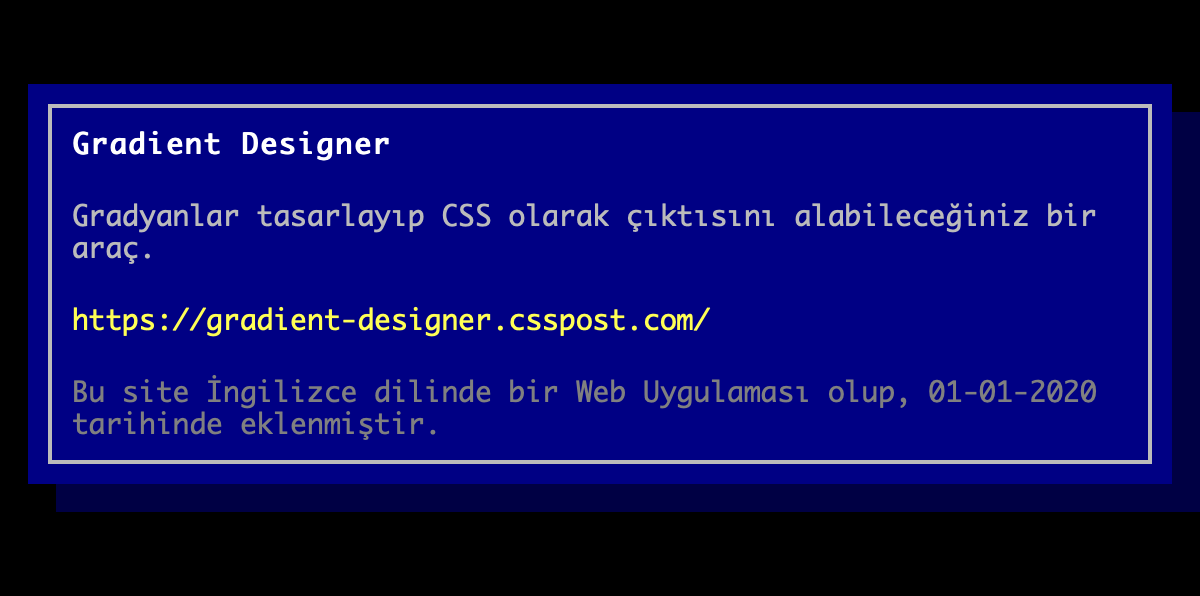 Gradient Designer
Gradyanlar tasarlayıp CSS olarak çıktısını alabileceğiniz bir
araç.
https://gradient-designer.csspost.com/
Bu site İngilizce dilinde bir Web Uygulaması olup, 01-01-2020
tarihinde eklenmiştir.